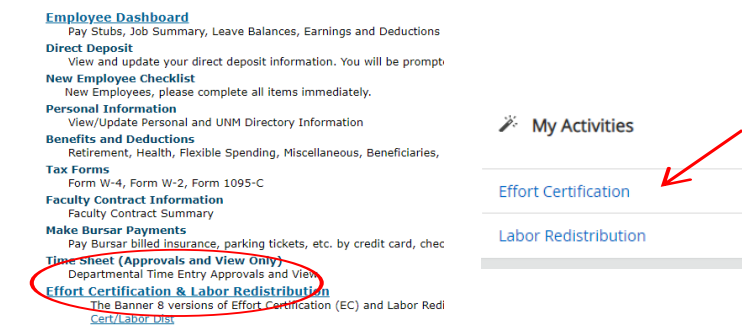 Employee Dashboard
Pay Stubs, Job Summary, Leave Balances, Earnings and Deductions
Direct Deposit
View and update your direct deposit information. You will be
New Employee Checklist
New Employees, please complete all items immediately.
Personal Information
View/Update Personal and UNM Directory Information
Benefits and Deductions
Retirement, Health, Flexible Spending, Miscellaneous, Beneficiaries,
Tax Forms
Form W-4, Form W-2, Form 1095-C
Faculty Contract Information
Faculty Contract Summary
Make Bursar Payments
Pay Bursar billed insurance, parking tickets, etc. by credit card,
Time Sheet (Approvals and View Only)
Departmental Time Entry Approvals and View
Effort Certification & Labor Redistribution
The Banner 8 versions of Effort Certification (EC) and Labor
Cert/Labor Dist
My Activities
Effort Certification
Labor Redistribution